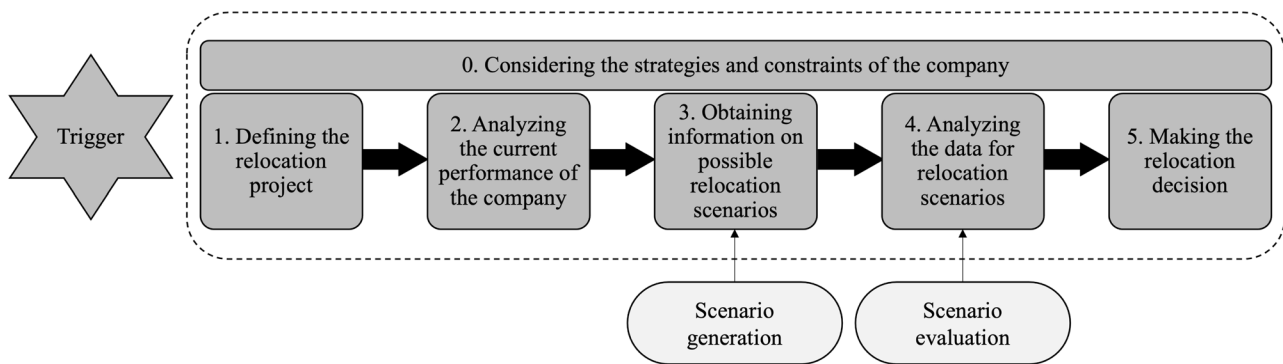 0. Considering the strategies and constraints of the company
Trigger
1. Defining the
relocation
project
2. Analyzing
the current
performance of
the company
3. Obtaining
information on
possible
relocation
scenarios
4. Analyzing
the data for
relocation
scenarios
5. Making the
relocation
decision
Scenario
generation
Scenario
evaluation